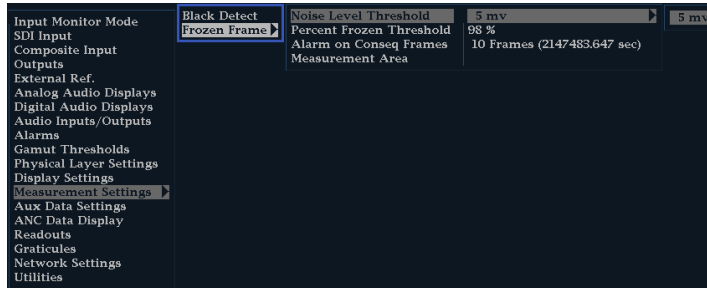 Input Monitor Mode
SDI Input
Composite Input
Outputs
External Ref.
Analog Audio Displays
Digital Audio Displays
Audio Inputs/Outputs
Alarms
Gamut Thresholds
Physical Layer Settings
Display Settings
Measurement Settings
Aux Data Settings
ANC Data Display
Readouts
Graticules
Network Settings
Utilities
Black Detect
Frozen Frame
Noise Level Threshold 5 mv
Percent Frozen Threshold 98 %
Alarm on Conseq Frames 10 Frames (2147483.647 sec)
Measurement Area
5 mv